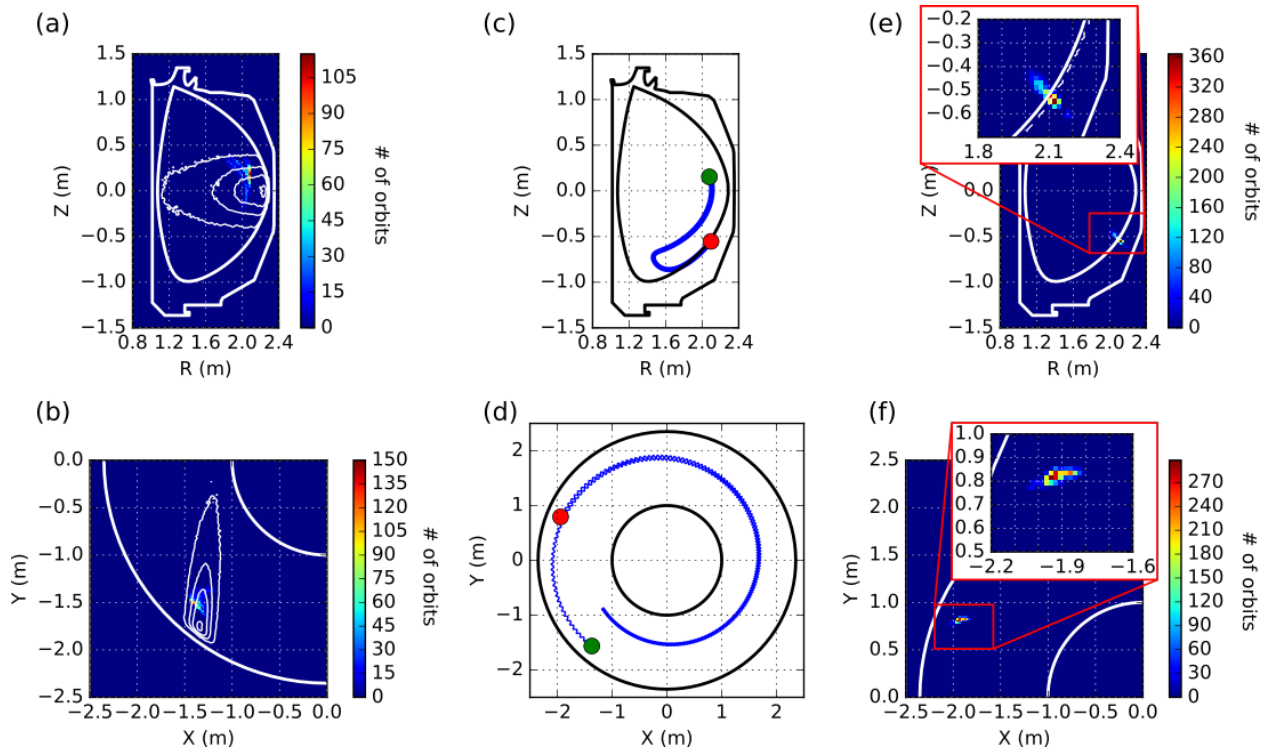 (a)
1.5
1.0
0.5
0.0
−0.5
−1.0
−1.5
0.8 1.2 1.6 2.0 2.4
Z (m)
R (m)
105
90
75
60
45
30
15
0
# of orbits
(c)
1.5
1.0
0.5
0.0
−0.5
−1.0
−1.5
0.8 1.2 1.6 2.0 2.4
Z (m)
R (m)
(e)
−0.2
−0.3
−0.4
−0.5
−0.6
1.8 2.1 2.4
0.0
−0.5
−1.0
−1.5
0.8 1.2 1.6 2.0 2.4
Z (m)
R (m)
360
320
280
240
200
160
120
80
40
0
# of orbits
(b)
0.0
−0.5
−1.0
−1.5
−2.0
−2.5
−2.5 −2.0 −1.5 −1.0 −0.5 0.0
Y (m)
X (m)
150
135
120
105
90
75
60
45
30
15
0
# of orbits
(d)
2
1
0
−1
−2
−2 −1 0 1 2
Y (m)
X (m)
(f)
1.0
0.9
0.8
0.7
0.6
0.5
−2.2 −1.9 −1.6
2.5
2.0
1.5
1.0
0.5
0.0
−2.5 −2.0 −1.5 −1.0 −0.5 0.0
Y (m)
X (m)
270
240
210
180
150
120
90
60
30
0
# of orbits